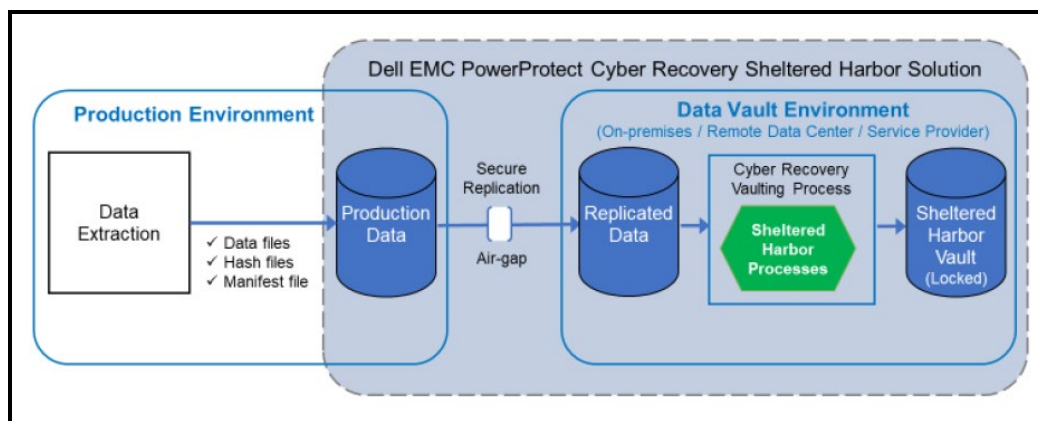 Dell EMC PowerProtect Cyber Recovery Sheltered Harbor Solution
Production Environment
Data
Extraction
✓ Data files
✓ Hash files
✓ Manifest file
Production
Data
Secure
Replication
Air-gap
Data Vault Environment
(On-premises / Remote Data Center / Service Provider)
Replicated
Data
Cyber Recovery
Vaulting Process
Sheltered
Harbor
Processes
Sheltered
Harbor
Vault
(Locked)